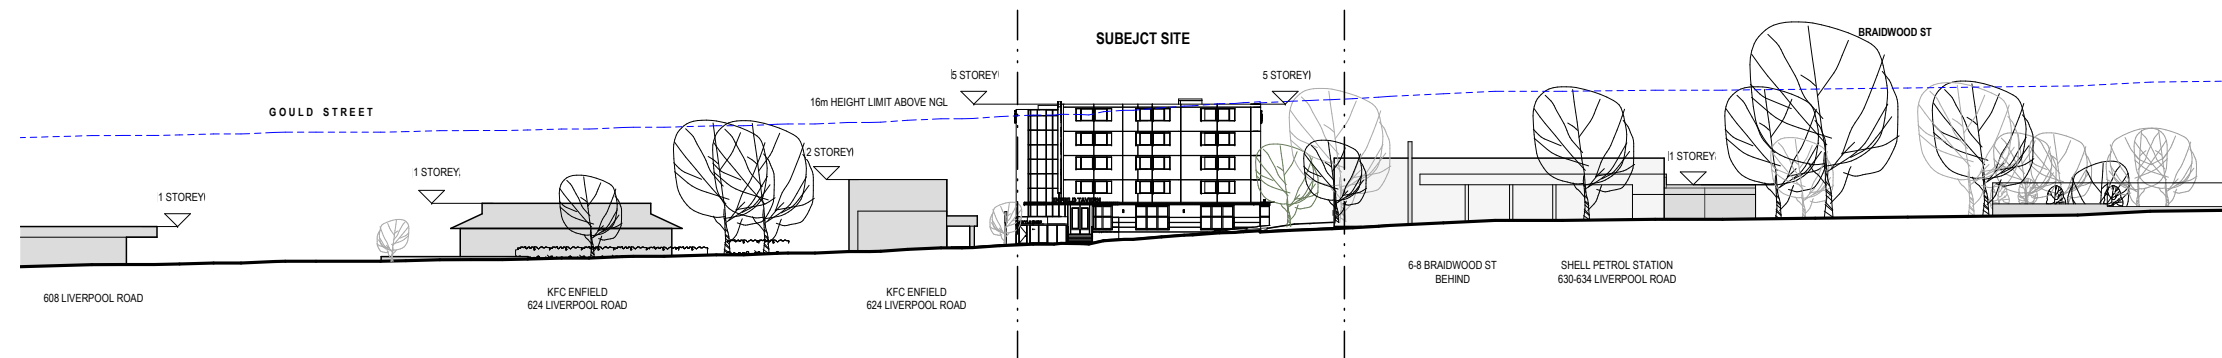 SUBEJCT SITE
BRAIDWOOD ST
5 STOREY
5 STOREY
16m HEIGHT LIMIT ABOVE NGL
GOULD STREET
2 STOREY
1 STOREY
1 STOREY
1 STOREY
6-8 BRAIDWOOD ST
BEHIND
SHELL PETROL STATION
630-634 LIVERPOOL ROAD
608 LIVERPOOL ROAD
KFC ENFIELD
624 LIVERPOOL ROAD
KFC ENFIELD
624 LIVERPOOL ROAD